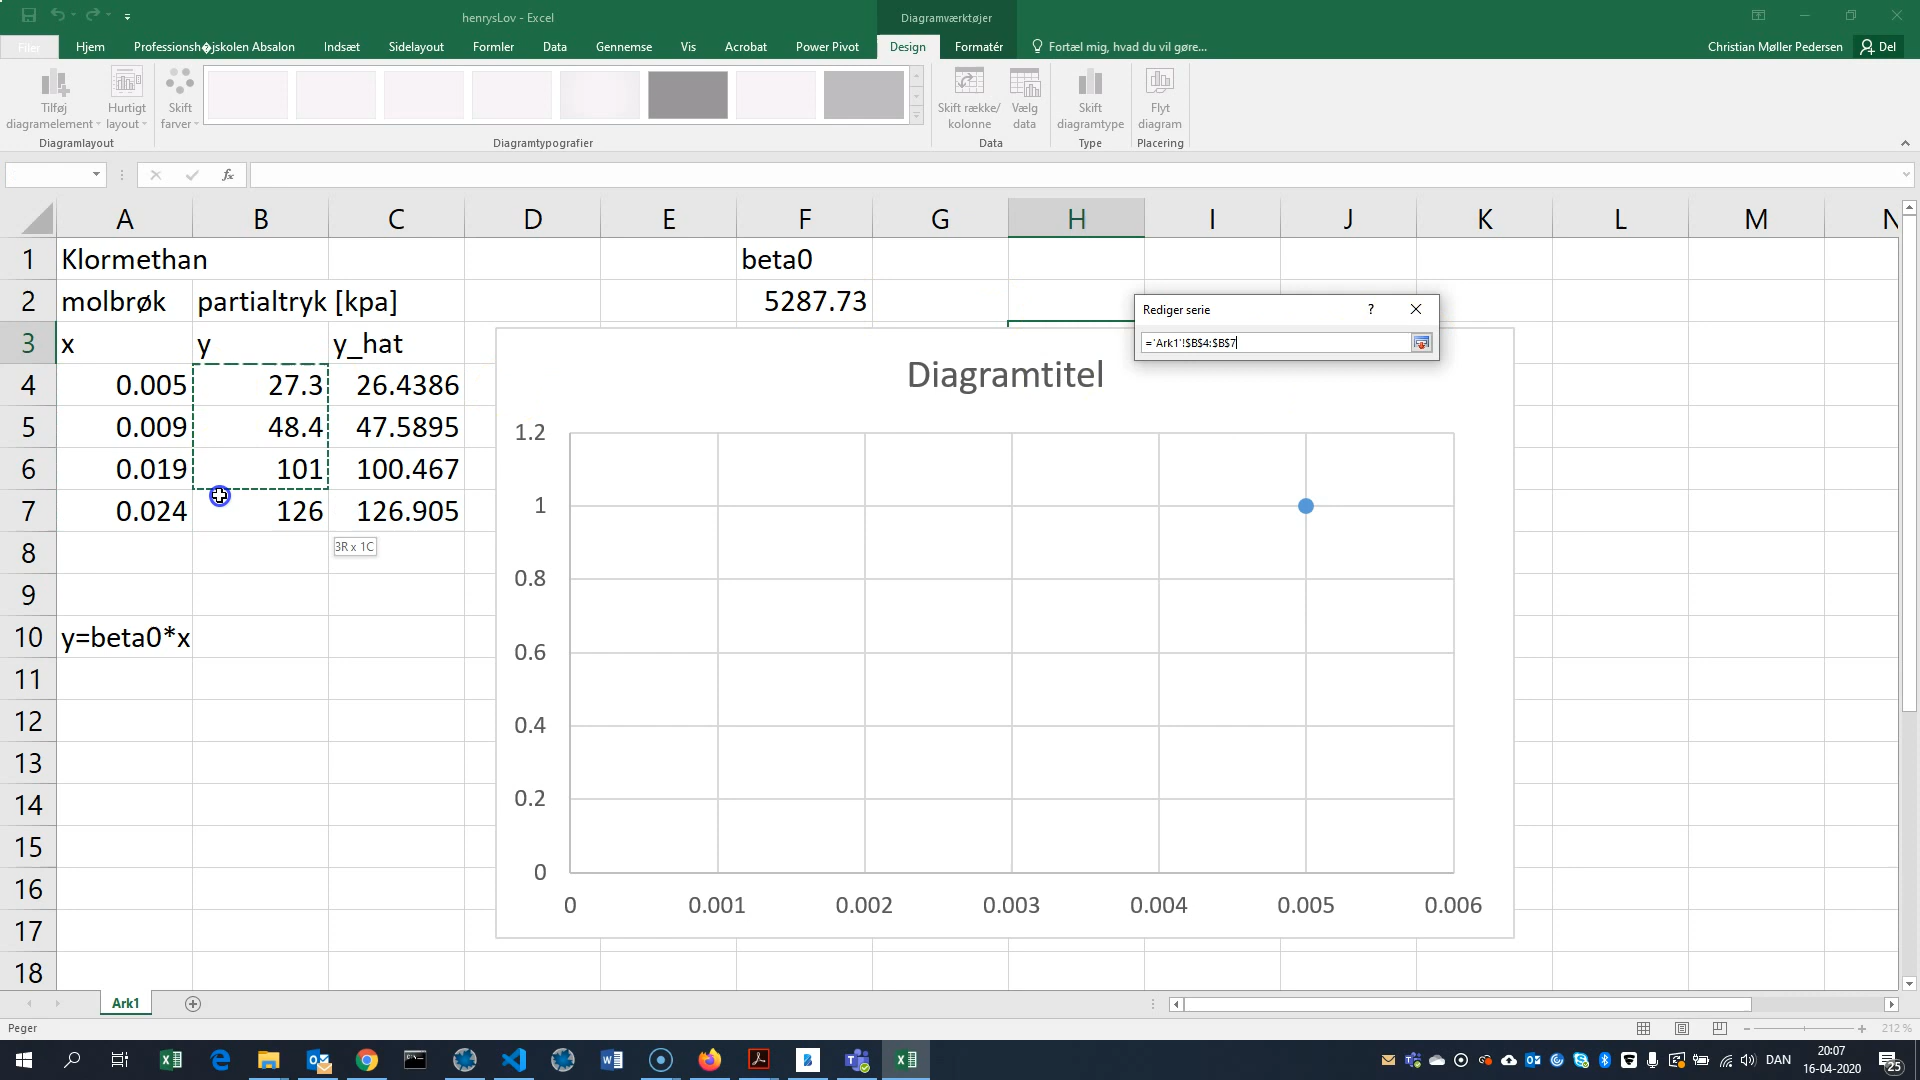 henrysLov - Excel
Diagramværktøjer
Filer
Hjem
Professionsh�jskolen Absalon
Indsæt
Sidelayout
Formler
Data
Gennemse
Vis
Acrobat
Power Pivot
Design
Formatér
Fortæl mig, hvad du vil gøre...
Christian Møller Pedersen
Del
Tilføj
diagramelement
Hurtigt
layout
Skift
farver
Skift række/
kolonne
Vælg
data
Skift
diagramtype
Flyt
diagram
Diagramlayout
Diagramtypografier
Data
Type
Placering
fx
A B C D E F G H I J K L M N
1 Klormethan beta0
2 molbrøk partialtryk [kpa] 5287.73
3 x y y_hat
4 0.005 27.3 26.4386
5 0.009 48.4 47.5895
6 0.019 101 100.467
7 0.024 126 126.905
8
9
10 y=beta0*x
11
12
13
14
15
16
17
18
3R x 1C
Rediger serie
?
='Ark1'!$B$4:$B$7
Diagramtitel
1.2
1
0.8
0.6
0.4
0.2
0
0 0.001 0.002 0.003 0.004 0.005 0.006
Ark1
Peger
212 %
DAN
20:07
16-04-2020
25